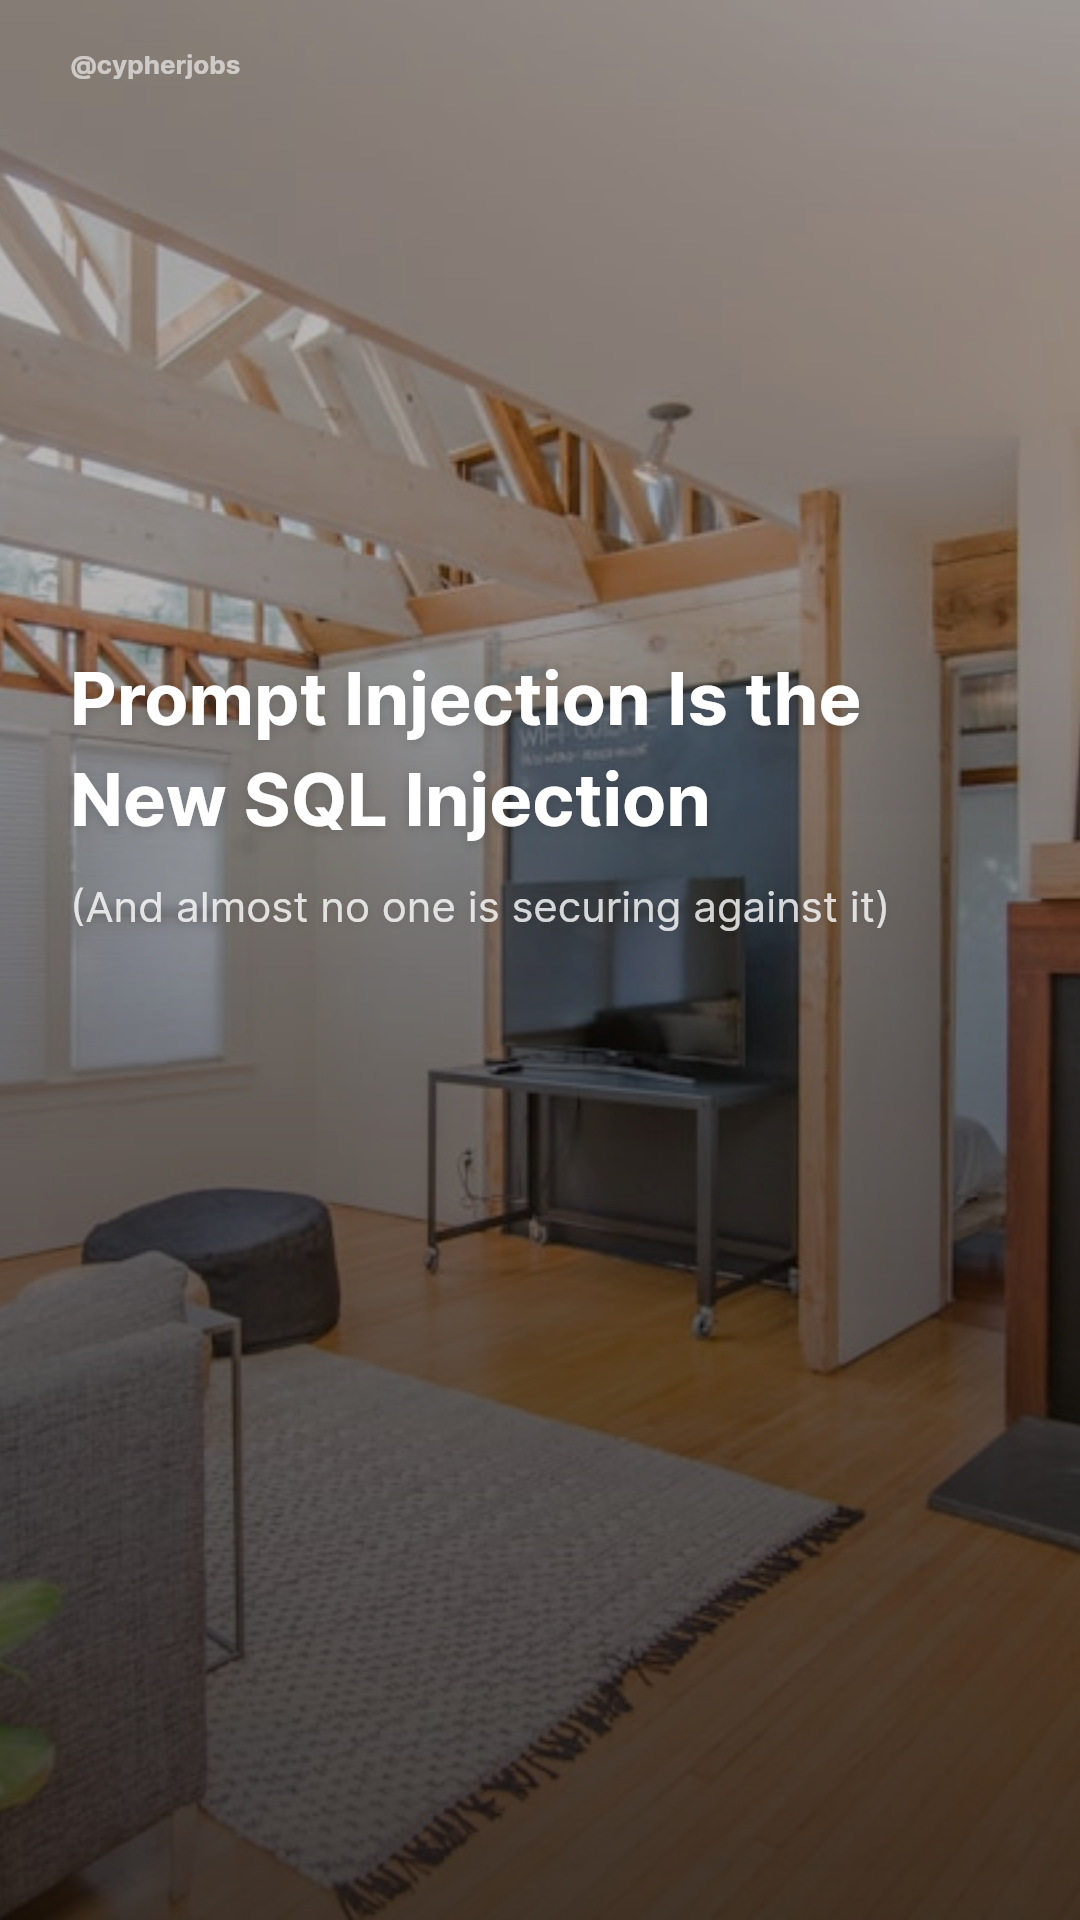 @cypherjobs
Prompt Injection Is the
New SQL Injection
(And almost no one is securing against it)